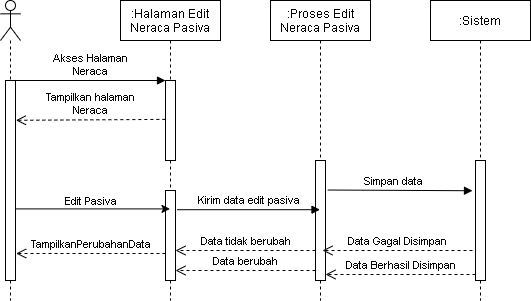 :Halaman Edit
Neraca Pasiva
:Proses Edit
Neraca Pasiva
:Sistem
Akses Halaman
Neraca
Tampilkan halaman
Neraca
Simpan data
Edit Pasiva
Kirim data edit pasiva
TampilkanPerubahanData
Data tidak berubah
Data Gagal Disimpan
Data berubah
Data Berhasil Disimpan